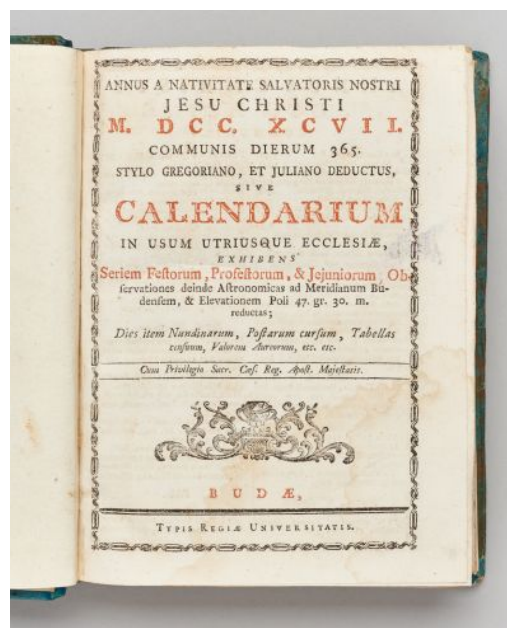 ANNUS A NATIVITATE SALVATORIS NOSTRI
JESU CHRISTI
M. D C C. X C V I I.
COMMUNIS DIERUM 365.
STYLO GREGORIANO, ET JULIANO DEDUCTUS,
SIVE
CALENDARIUM
IN USUM UTRIUSQUE ECCLESIÆ,
EXHIBENS
Seriem Feſtorum, Profeſtorum, & Jejuniorum, Ob-
ſervationes deinde Aſtronomicas ad Meridianum Bu-
denſem, & Elevationem Poli 47. gr. 30. m.
reductas;
Dies item Nundinarum, Poſtarum curſum, Tabellas
cenſuum, Valorem Aureorum, etc. etc.
Cum Privilegio Sacr. Cæſ. Reg. Apoſt. Majeſtatis.
B U D Æ,
TYPIS REGIÆ UNIVERSITATIS.